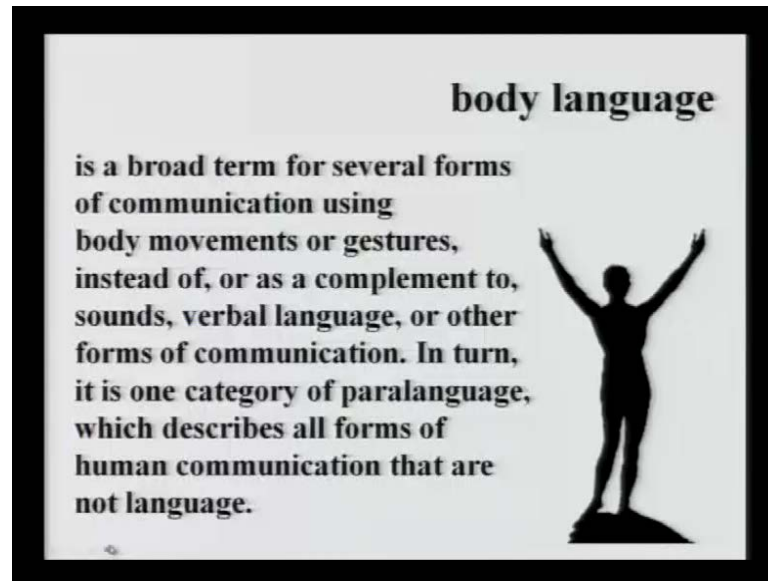 body language
is a broad term for several forms
of communication using
body movements or gestures,
instead of, or as a complement to,
sounds, verbal language, or other
forms of communication. In turn,
it is one category of paralanguage,
which describes all forms of
human communication that are
not language.